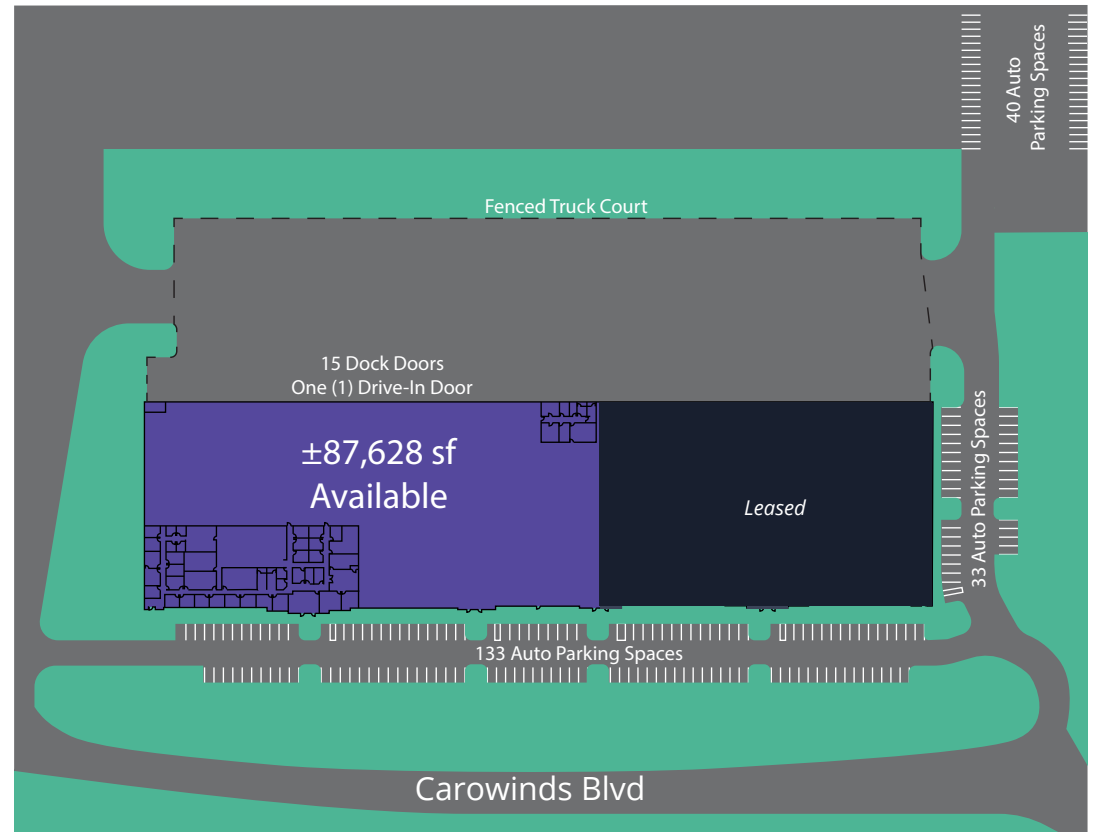 40 Auto
Parking Spaces
Fenced Truck Court
15 Dock Doors
One (1) Drive-In Door
±87,628 sf
Available
Leased
33 Auto Parking Spaces
133 Auto Parking Spaces
Carowinds Blvd